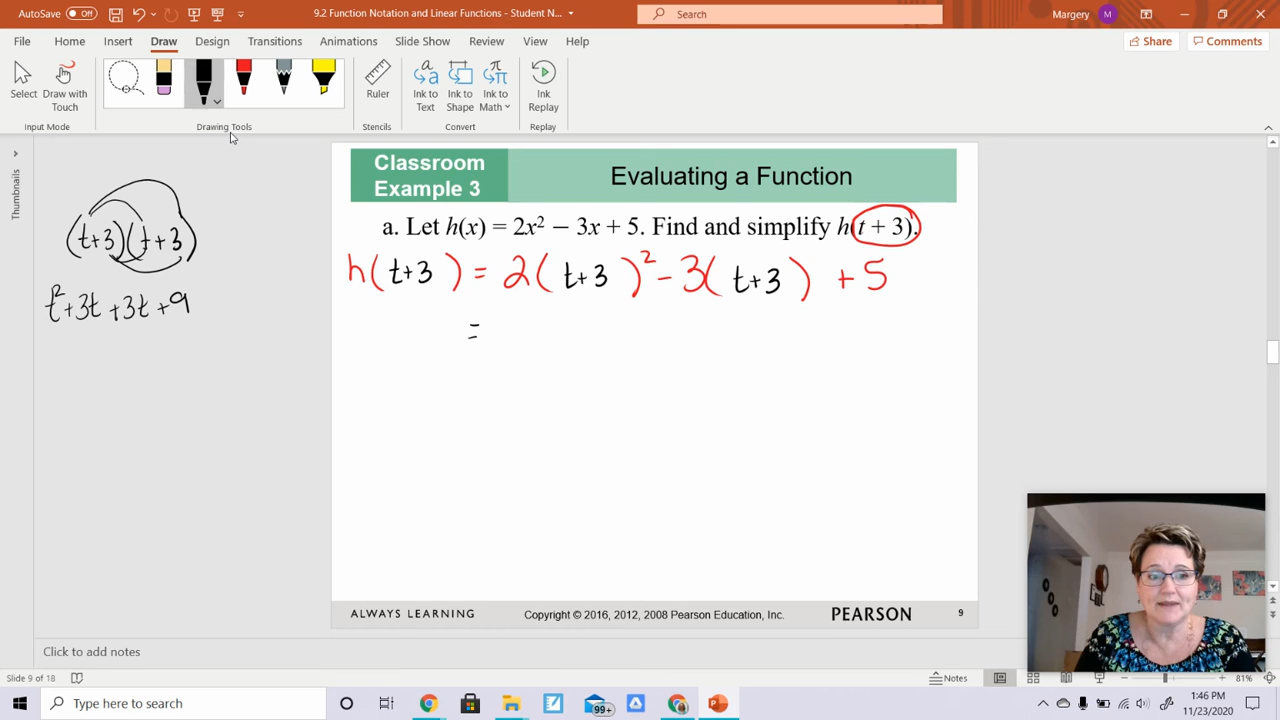 AutoSave Off 9.2 Function Notation and Linear Functions - Student N... Search Margery M
File Home Insert Draw Design Transitions Animations Slide Show Review View Help Share Comments
Select Draw with Touch Ruler Ink to Text Ink to Shape Ink to Math Ink Replay
Input Mode Drawing Tools Stencils Convert Replay
Thumbnails
(t+3)(t+3)
t²+3t+3t+9
Classroom Example 3 Evaluating a Function
a. Let h(x) = 2x² − 3x + 5. Find and simplify h(t + 3).
h(t+3) = 2(t+3)² - 3(t+3) + 5
=
ALWAYS LEARNING Copyright © 2016, 2012, 2008 Pearson Education, Inc. PEARSON 9
Click to add notes
Slide 9 of 18 Notes 81%
Type here to search 99+ 1:46 PM
11/23/2020